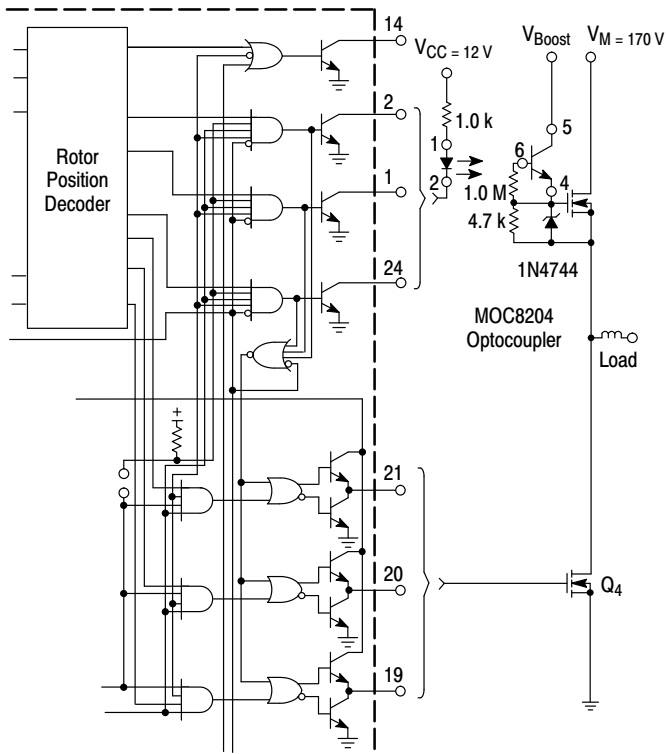 14
V_CC = 12 V
V_Boost
V_M = 170 V
2
1
24
1.0 k
1
2
5
6
4
1.0 M
4.7 k
1N4744
MOC8204
Optocoupler
Load
Rotor
Position
Decoder
+
21
20
19
Q_4